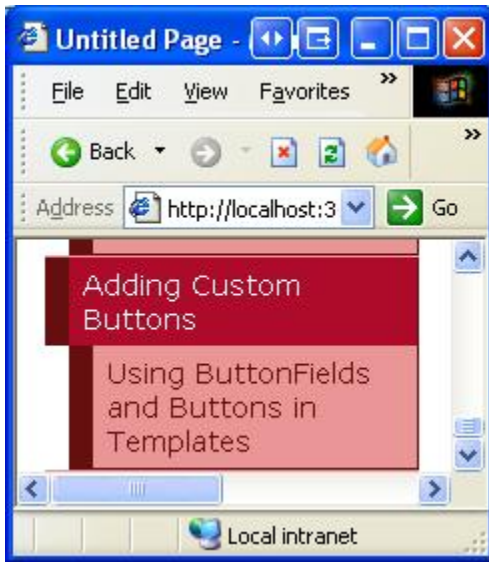 Untitled Page -
File Edit View Favorites »
Back »
Address http://localhost:3 Go
Adding Custom
Buttons
Using ButtonFields
and Buttons in
Templates
Local intranet